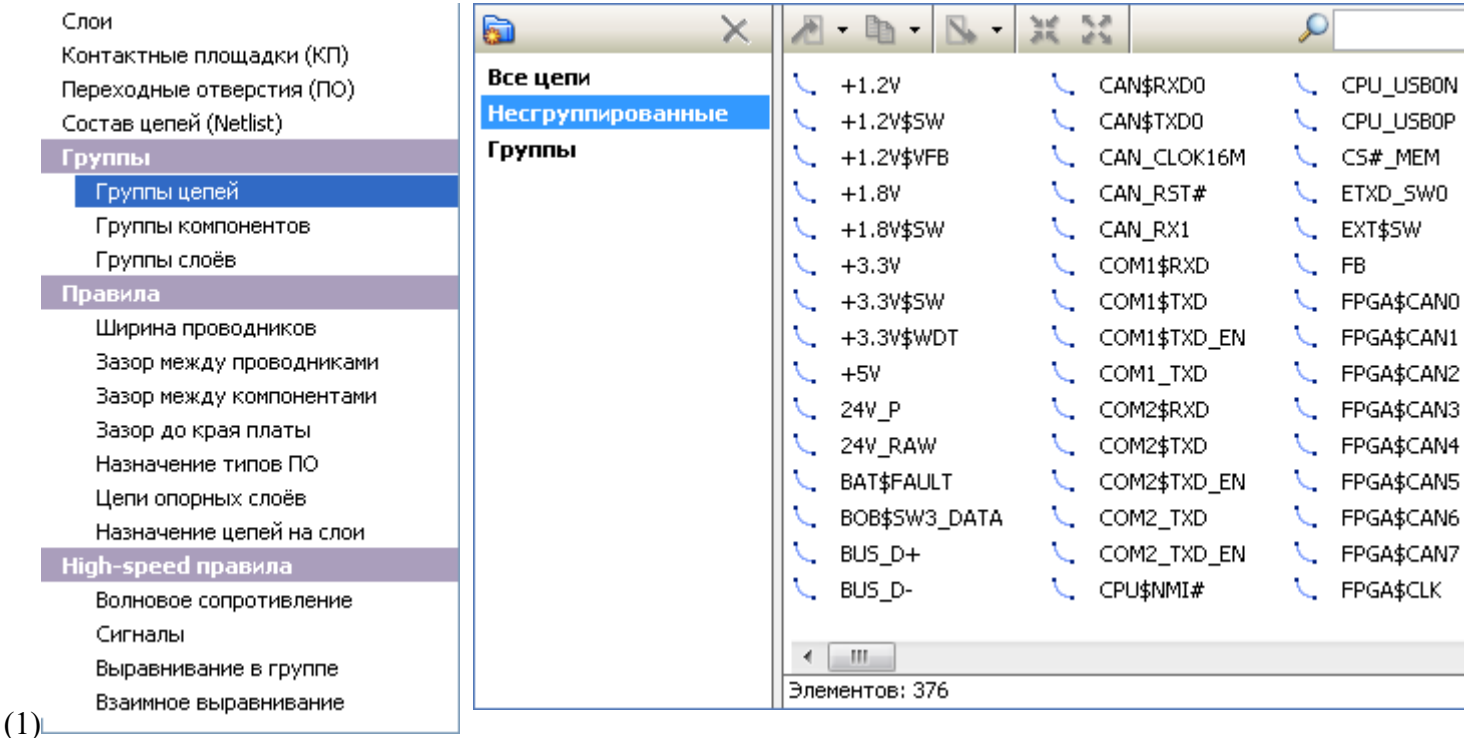 Слои
Контактные площадки (КП)
Переходные отверстия (ПО)
Состав цепей (Netlist)
Группы
Группы цепей
Группы компонентов
Группы слоёв
Правила
Ширина проводников
Зазор между проводниками
Зазор между компонентами
Зазор до края платы
Назначение типов ПО
Цепи опорных слоёв
Назначение цепей на слои
High-speed правила
Волновое сопротивление
Сигналы
Выравнивание в группе
Взаимное выравнивание
(1)
Все цепи
Несгруппированные
Группы
+1.2V
+1.2V$SW
+1.2V$VFB
+1.8V
+1.8V$SW
+3.3V
+3.3V$SW
+3.3V$WDT
+5V
24V_P
24V_RAW
BAT$FAULT
BOB$SW3_DATA
BUS_D+
BUS_D-
CAN$RXD0
CAN$TXD0
CAN_CLOK16M
CAN_RST#
CAN_RX1
COM1$RXD
COM1$TXD
COM1$TXD_EN
COM1_TXD
COM2$RXD
COM2$TXD
COM2$TXD_EN
COM2_TXD
COM2_TXD_EN
CPU$NMI#
CPU_USB0N
CPU_USB0P
CS#_MEM
ETXD_SW0
EXT$SW
FB
FPGA$CAN0
FPGA$CAN1
FPGA$CAN2
FPGA$CAN3
FPGA$CAN4
FPGA$CAN5
FPGA$CAN6
FPGA$CAN7
FPGA$CLK
Элементов: 376